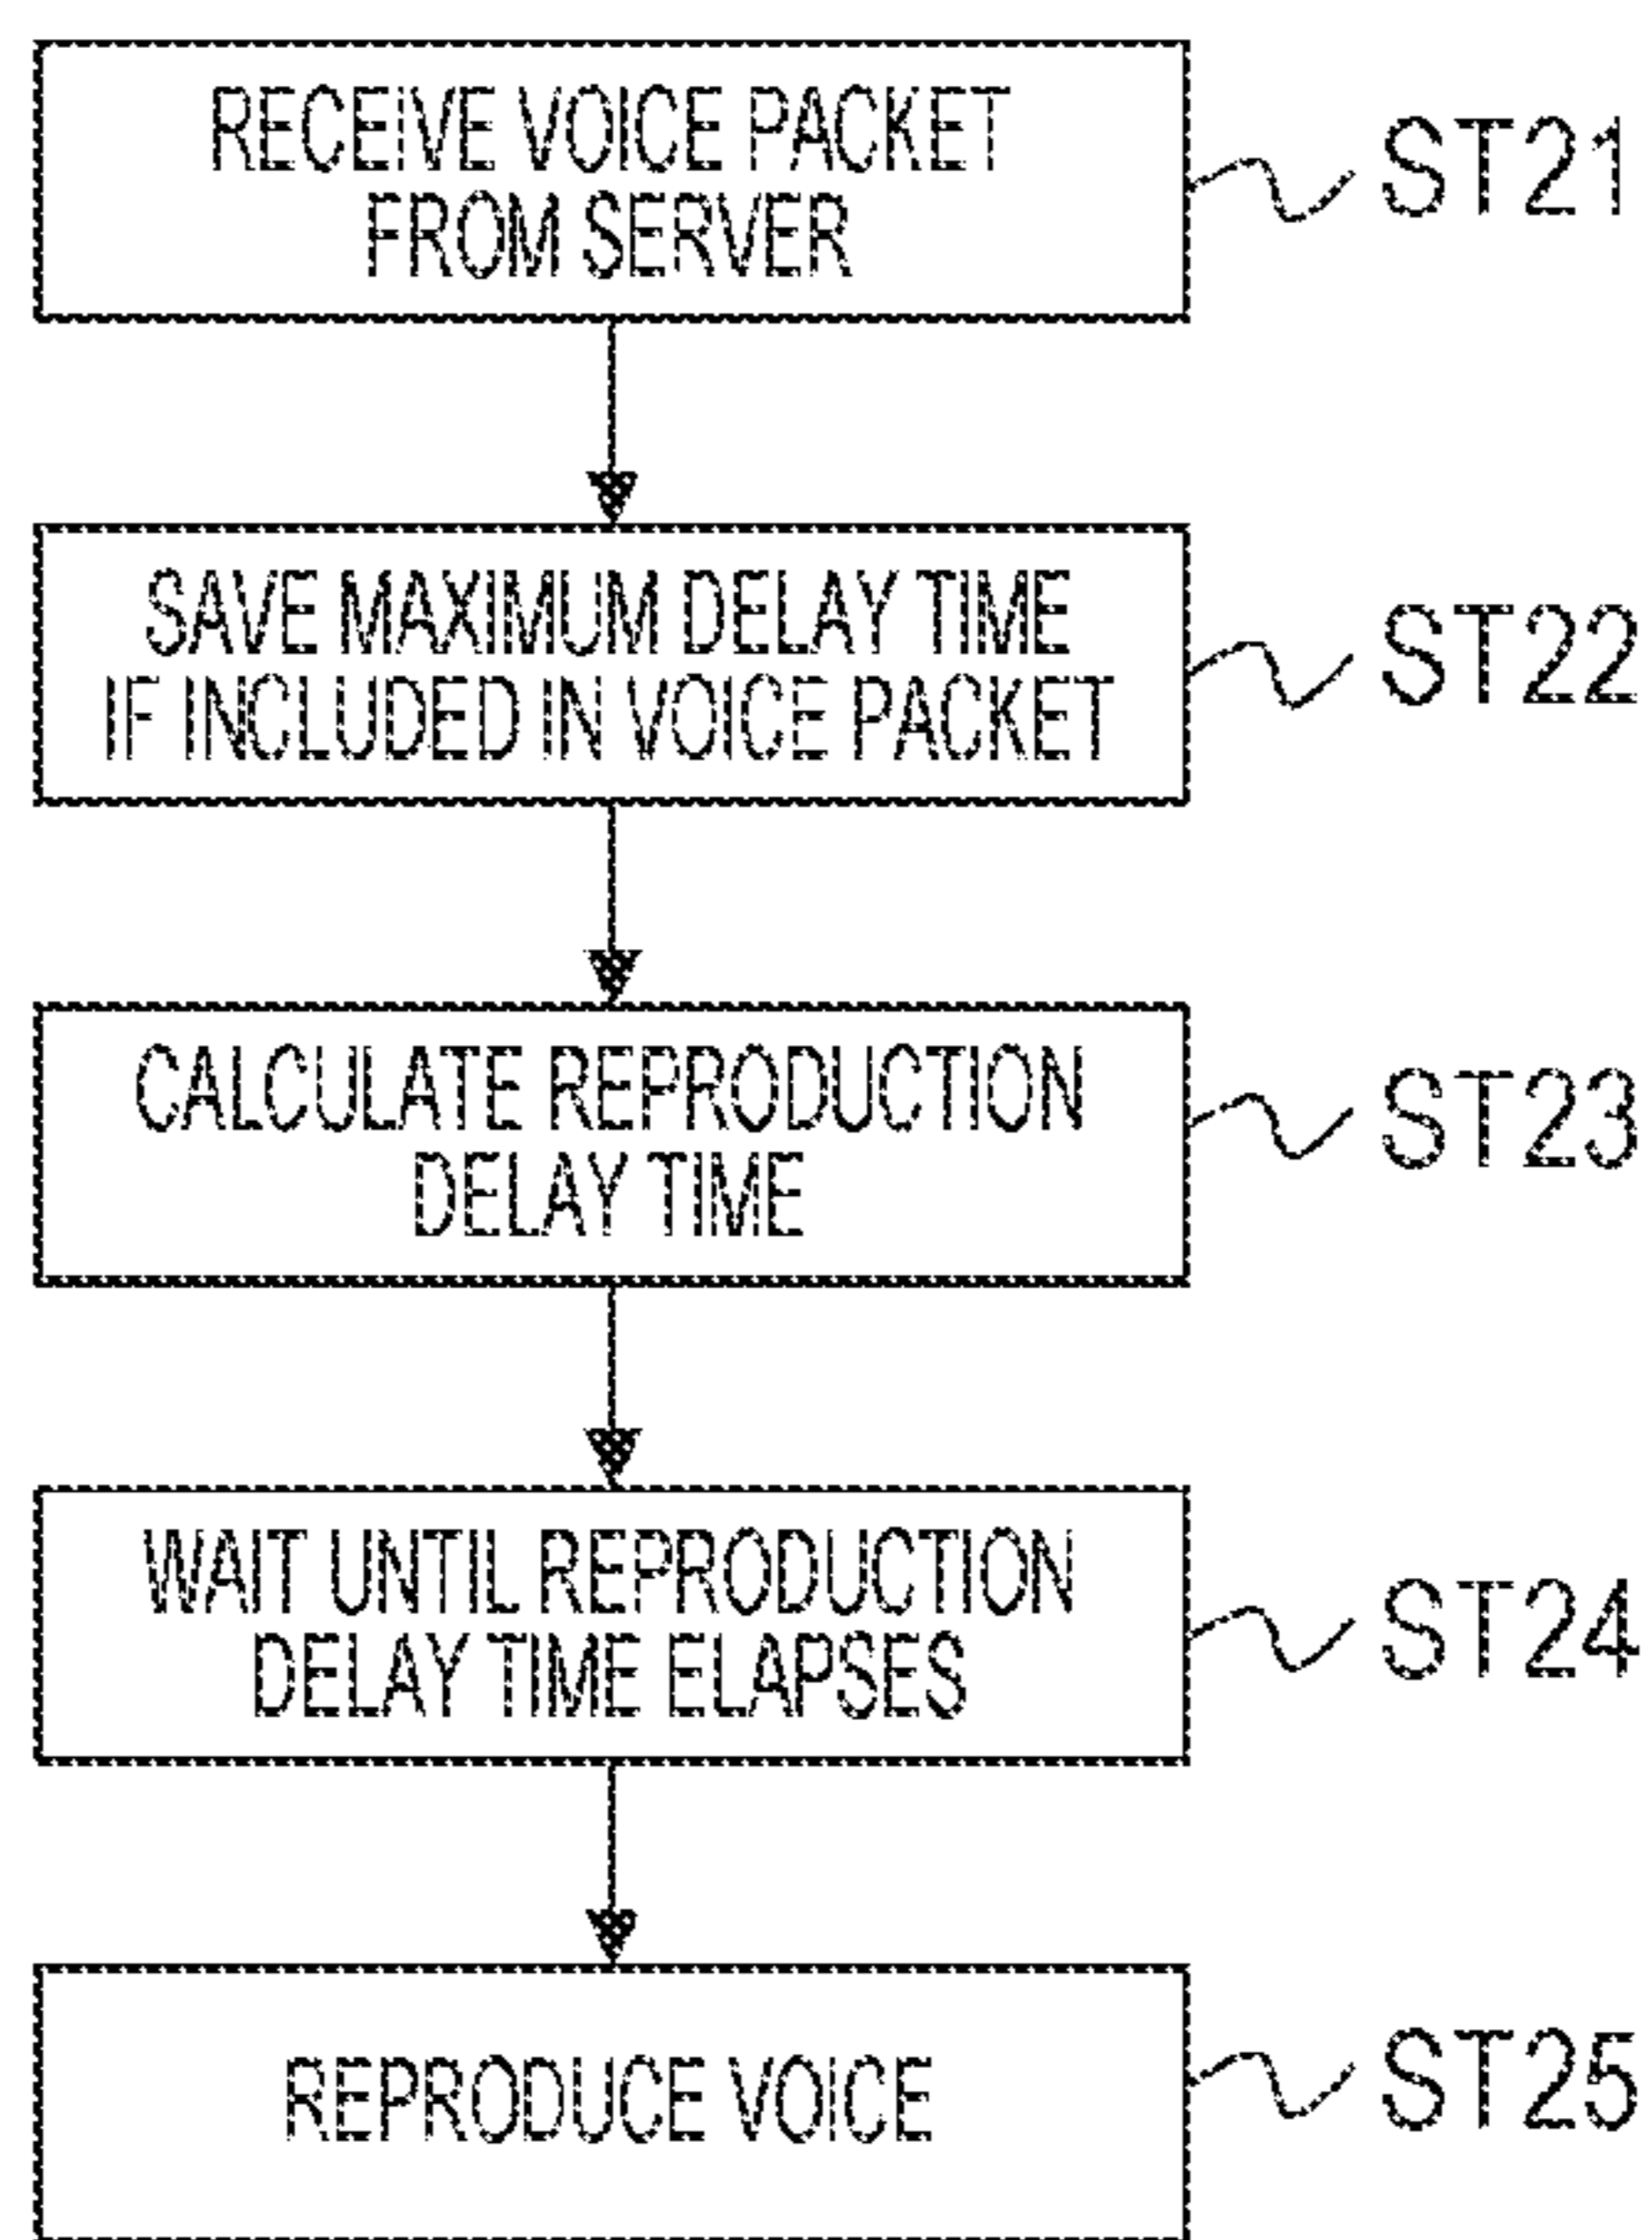 RECEIVE VOICE PACKET
FROM SERVER
ST21
SAVE MAXIMUM DELAY TIME
IF INCLUDED IN VOICE PACKET
ST22
CALCULATE REPRODUCTION
DELAY TIME
ST23
WAIT UNTIL REPRODUCTION
DELAY TIME ELAPSES
ST24
REPRODUCE VOICE
ST25